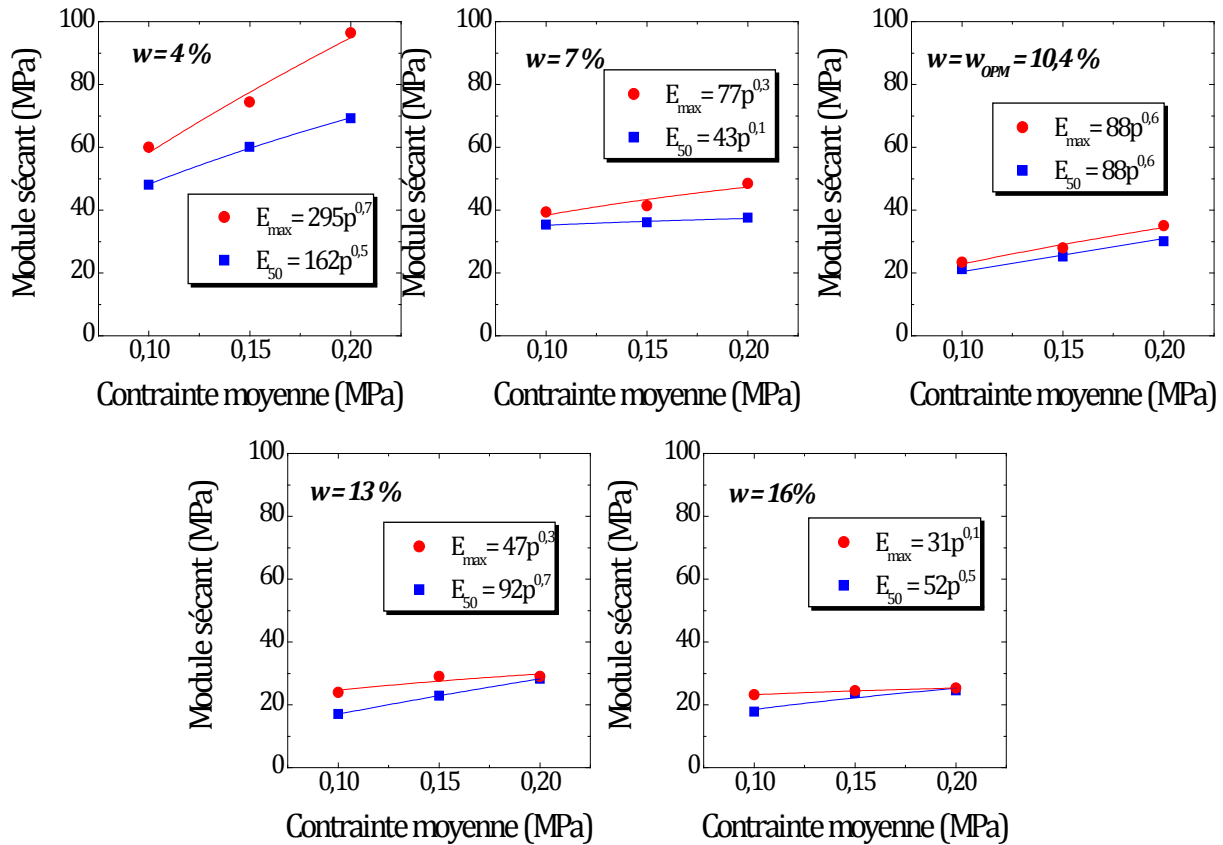 w = 4 %
E_max = 295p^0,7
E_50 = 162p^0,5
Module sécant (MPa)
100
80
60
40
20
0
0,10 0,15 0,20
Contrainte moyenne (MPa)
w = 7 %
E_max = 77p^0,3
E_50 = 43p^0,1
Module sécant (MPa)
100
80
60
40
20
0
0,10 0,15 0,20
Contrainte moyenne (MPa)
w = w_OPM = 10,4 %
E_max = 88p^0,6
E_50 = 88p^0,6
Module sécant (MPa)
100
80
60
40
20
0
0,10 0,15 0,20
Contrainte moyenne (MPa)
w = 13 %
E_max = 47p^0,3
E_50 = 92p^0,7
Module sécant (MPa)
100
80
60
40
20
0
0,10 0,15 0,20
Contrainte moyenne (MPa)
w = 16%
E_max = 31p^0,1
E_50 = 52p^0,5
Module sécant (MPa)
100
80
60
40
20
0
0,10 0,15 0,20
Contrainte moyenne (MPa)